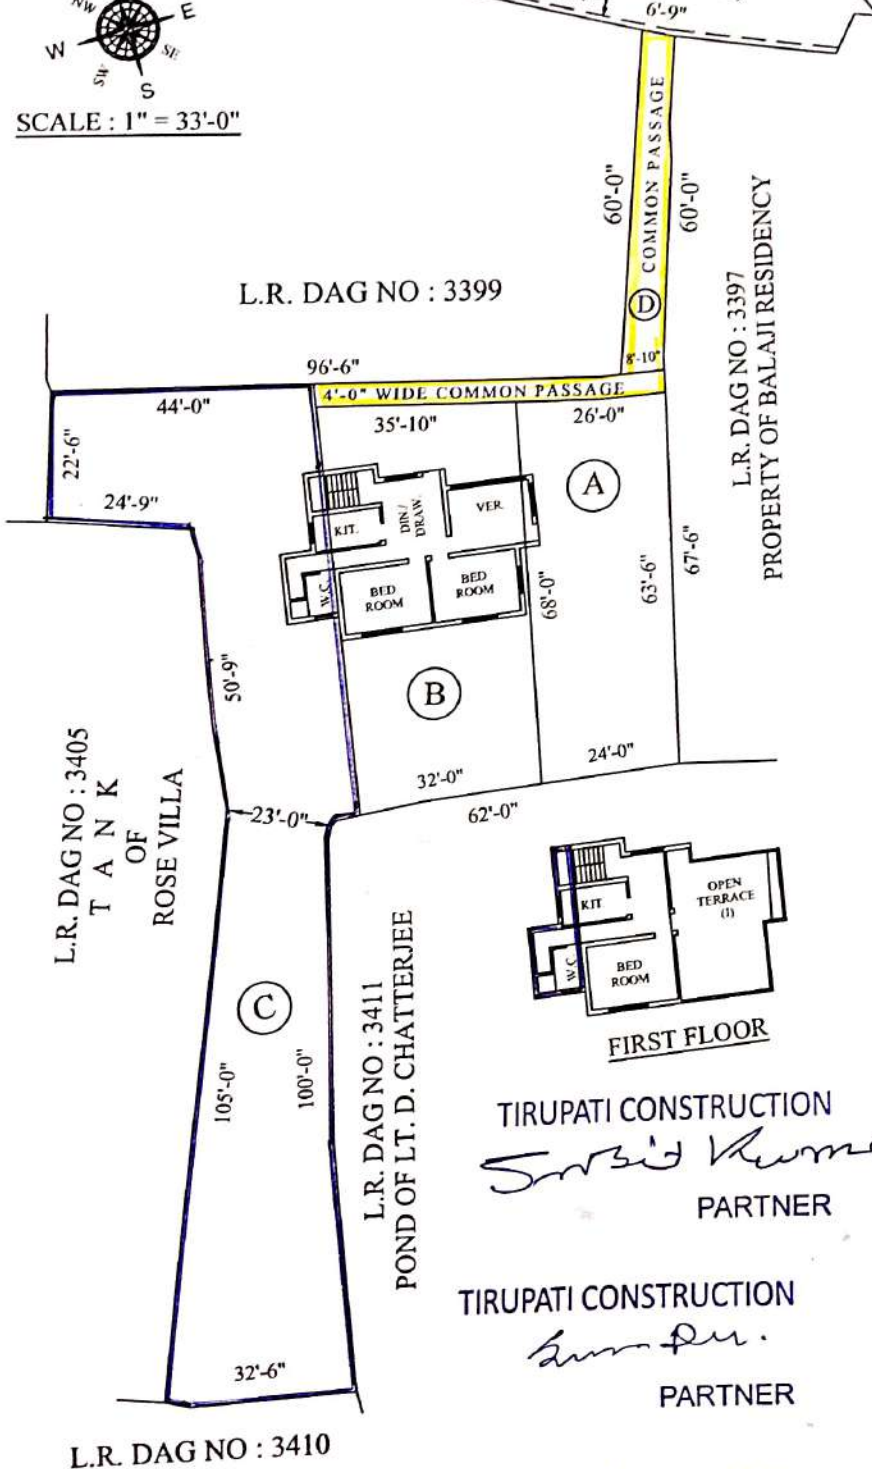 NW
E
W
SE
SW
S
SCALE : 1" = 33'-0"
6'-9"
COMMON PASSAGE
60'-0"
60'-0"
D
8'-10"
L.R. DAG NO : 3399
L.R. DAG NO : 3397
PROPERTY OF BALAJI RESIDENCY
96'-6"
4'-0" WIDE COMMON PASSAGE
44'-0"
35'-10"
26'-0"
22'-6"
24'-9"
A
KIT.
DIN./
DRAW.
VER.
W.C.
BED
ROOM
BED
ROOM
68'-0"
63'-6"
67'-6"
50'-9"
B
32'-0"
24'-0"
62'-0"
23'-0"
L.R. DAG NO : 3405
T A N K
OF
ROSE VILLA
C
105'-0"
100'-0"
L.R. DAG NO : 3411
POND OF LT. D. CHATTERJEE
KIT
OPEN
TERRACE
(1)
W.C.
BED
ROOM
FIRST FLOOR
TIRUPATI CONSTRUCTION
PARTNER
TIRUPATI CONSTRUCTION
PARTNER
32'-6"
L.R. DAG NO : 3410